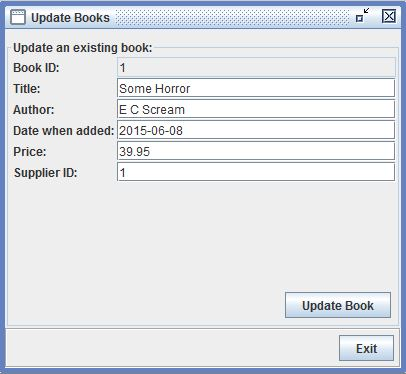 Update Books
Update an existing book:
Book ID: 1
Title: Some Horror
Author: E C Scream
Date when added: 2015-06-08
Price: 39.95
Supplier ID: 1
Update Book
Exit